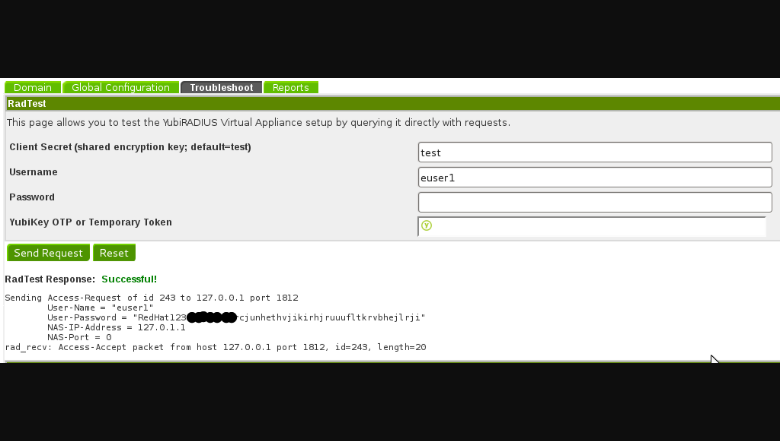 Domain Global Configuration Troubleshoot Reports
RadTest
This page allows you to test the YubiRADIUS Virtual Appliance setup by querying it directly with requests.
Client Secret (shared encryption key; default=test) test
Username euser1
Password
YubiKey OTP or Temporary Token
Send Request Reset
RadTest Response: Successful!
Sending Access-Request of id 243 to 127.0.0.1 port 1812
User-Name = "euser1"
User-Password = "RedHat123 rcjunhethvjikirhjruuufltkrvbhejlrji"
NAS-IP-Address = 127.0.1.1
NAS-Port = 0
rad_recv: Access-Accept packet from host 127.0.0.1 port 1812, id=243, length=20